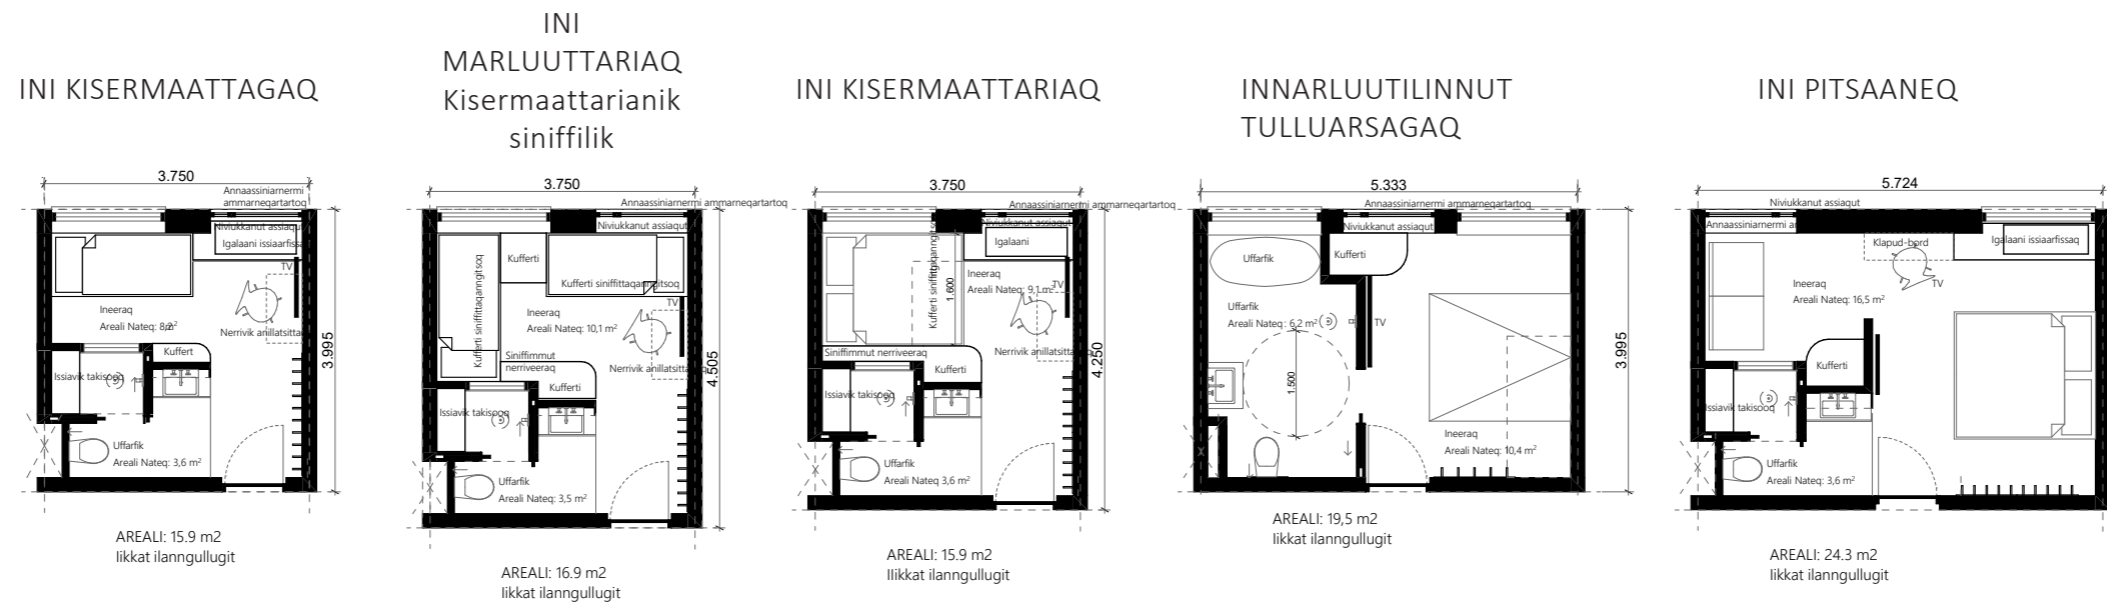 INI KISERMAATTAGAQ
3.750
Annaassiniarnermi
ammarneqartartoq
Niviukkanut assiaqut
Igalaani issiaarfissaq
TV
3.995
Ineeraq
Nerrivik anillatsitta
Kuffert
Issiavik takisooq
Uffarfik
Areali Nateq: 3,6 m²
AREALI: 15.9 m2
Iikkat ilanngullugit
INI
MARLUUTTARIAQ
Kisermaattarianik
siniffilik
3.750
Annaassiniarnermi ammarneqartartoq
Niviukkanut assiaqut
Kufferti siniffittaqanngitsoq
Kufferti
Kufferti siniffittaqanngitsoq
TV
Ineeraq
Areali Nateq: 10,1 m²
4.505
Siniffimmut
nerriveeraq
Nerrivik anillatsitta
Kufferti
Issiavik takisooq
Uffarfik
Areali Nateq: 3,5 m²
AREALI: 16.9 m2
Iikkat ilanngullugit
INI KISERMAATTARIAQ
3.750
Annaassiniarnermi ammarneqartartoq
Niviukkanut assiaqut
Igalaani
Kufferti siniffittaqanngitsoq
1.600
Ineeraq
Areali Nateq: 9,1 m²
TV
4.250
Siniffimmut nerriveeraq
Nerrivik anillatsitta
Kufferti
Issiavik takisooq
Uffarfik
Areali Nateq 3,6 m²
AREALI: 15.9 m2
Ilikkat ilanngullugit
INNARLUUTILINNUT
TULLUARSAGAQ
5.333
Annaassiniarnermi ammarneqartartoq
Niviukkanut assiaqut
Uffarfik
Kufferti
Uffarfik
Areali Nateq: 6,2 m²
TV
3.995
1.500
Ineeraq
Areali Nateq: 10,4 m²
AREALI: 19,5 m2
Iikkat ilanngullugit
INI PITSAANEQ
5.724
Niviukkanut assiaqut
Annaassiniarnermi ar
Klapud-bord
Igalaani issiaarfissaq
TV
Ineeraq
Areali Nateq: 16,5 m²
Kufferti
Issiavik takisooq
Uffarfik
Areali Nateq: 3,6 m²
AREALI: 24.3 m2
Iikkat ilanngullugit